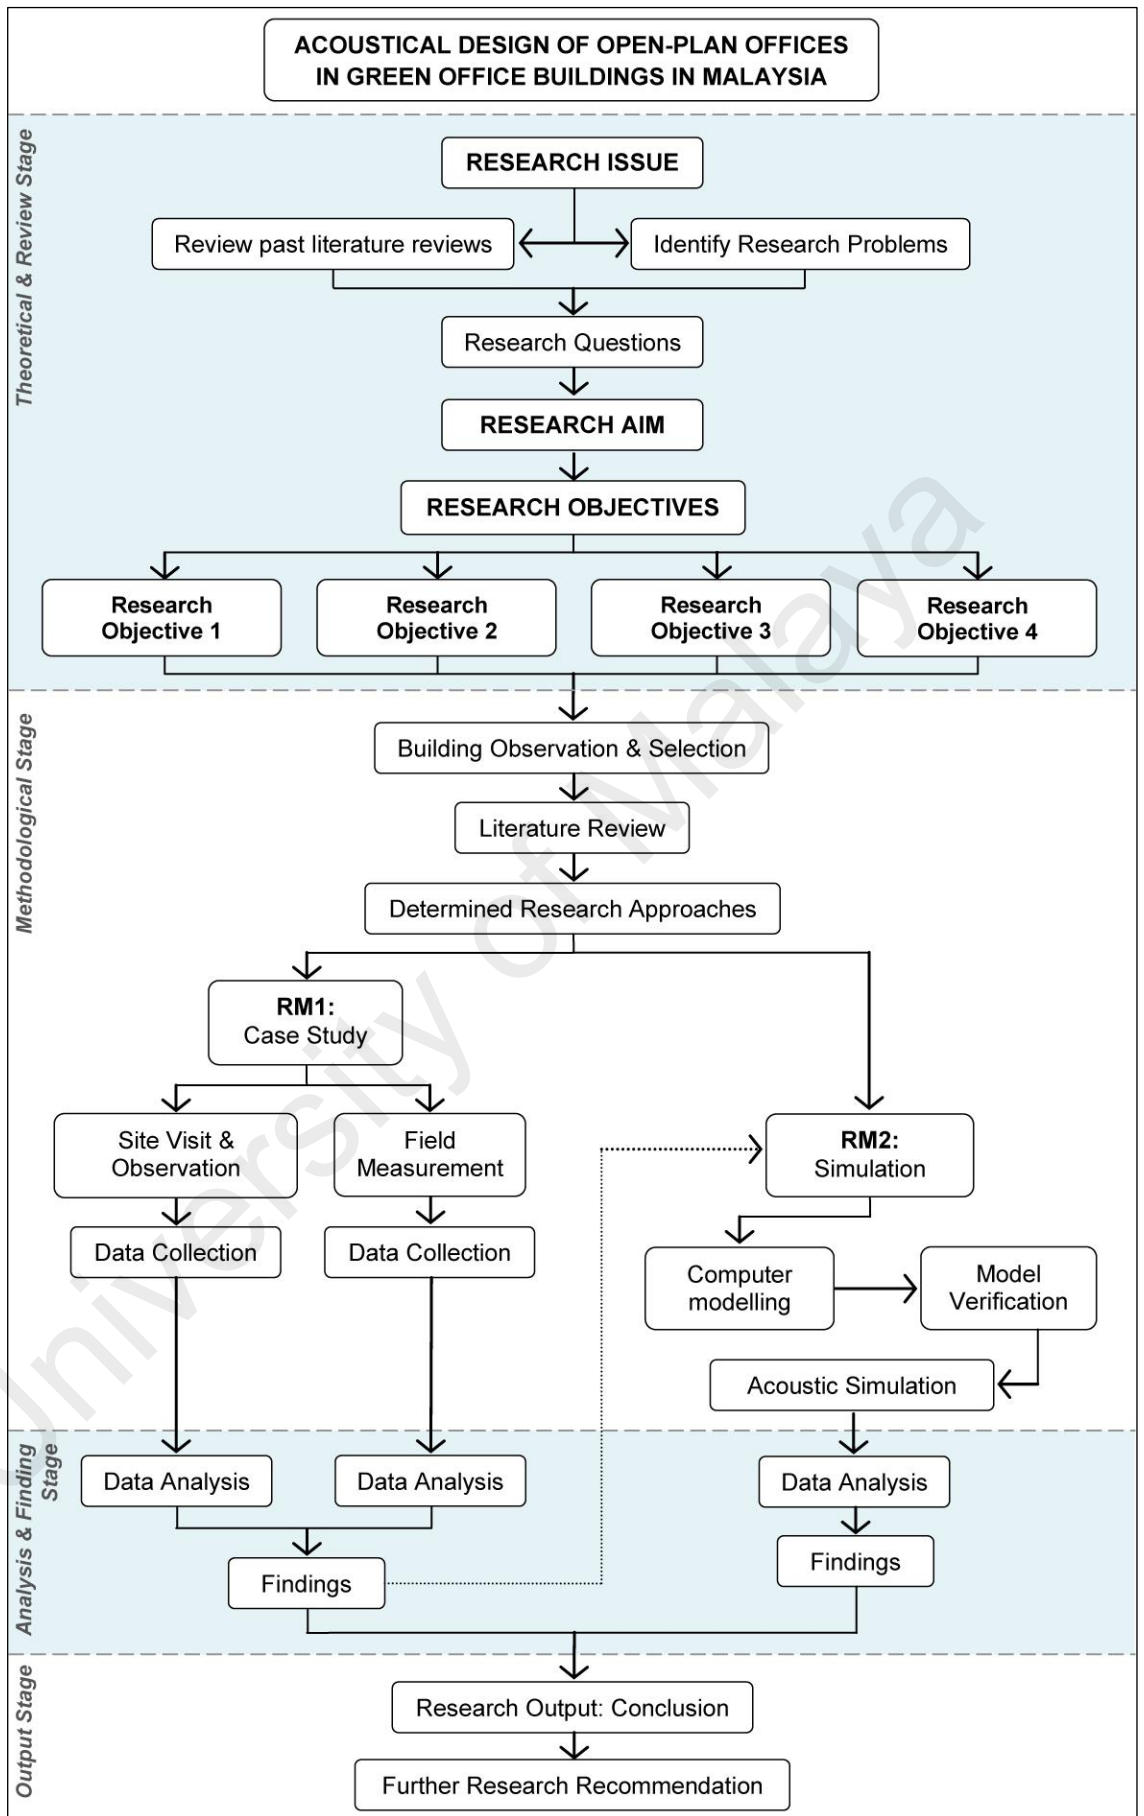 ACOUSTICAL DESIGN OF OPEN-PLAN OFFICES
IN GREEN OFFICE BUILDINGS IN MALAYSIA
Theoretical & Review Stage
RESEARCH ISSUE
Review past literature reviews
Identify Research Problems
Research Questions
RESEARCH AIM
RESEARCH OBJECTIVES
Research
Objective 1
Research
Objective 2
Research
Objective 3
Research
Objective 4
Methodological Stage
Building Observation & Selection
Literature Review
Determined Research Approaches
RM1:
Case Study
Site Visit &
Observation
Field
Measurement
RM2:
Simulation
Data Collection
Data Collection
Computer
modelling
Model
Verification
Acoustic Simulation
Analysis & Finding
Stage
Data Analysis
Data Analysis
Data Analysis
Findings
Findings
Output Stage
Research Output: Conclusion
Further Research Recommendation
University of Malaya